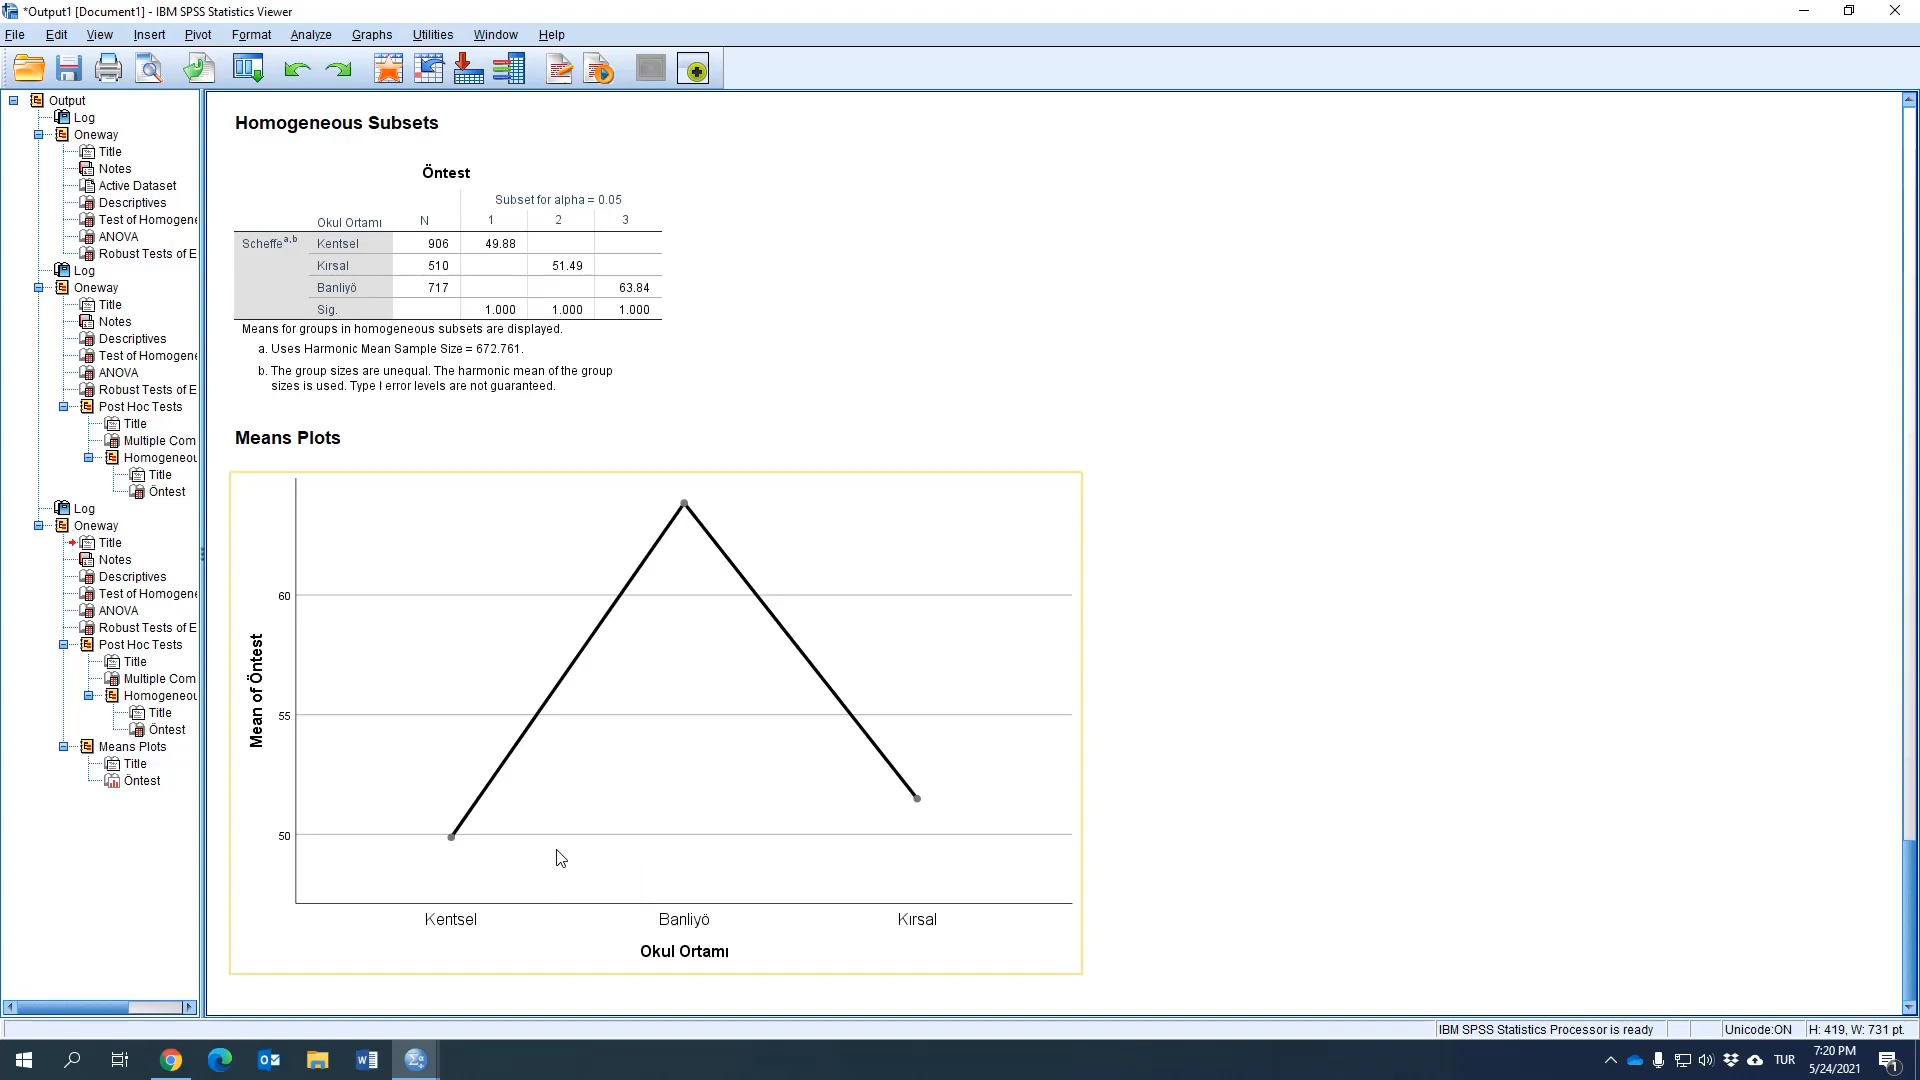 *Output1 [Document1] - IBM SPSS Statistics Viewer
File Edit View Insert Pivot Format Analyze Graphs Utilities Window Help
Output
Log
Oneway
Title
Notes
Active Dataset
Descriptives
Test of Homogene
ANOVA
Robust Tests of E
Log
Oneway
Title
Notes
Descriptives
Test of Homogene
ANOVA
Robust Tests of E
Post Hoc Tests
Title
Multiple Com
Homogeneou
Title
Öntest
Log
Oneway
Title
Notes
Descriptives
Test of Homogene
ANOVA
Robust Tests of E
Post Hoc Tests
Title
Multiple Com
Homogeneou
Title
Öntest
Means Plots
Title
Öntest
Homogeneous Subsets
Öntest
Subset for alpha = 0.05
Okul Ortamı N 1 2 3
Scheffe a,b Kentsel 906 49.88
Kırsal 510 51.49
Banliyö 717 63.84
Sig. 1.000 1.000 1.000
Means for groups in homogeneous subsets are displayed.
a. Uses Harmonic Mean Sample Size = 672.761.
b. The group sizes are unequal. The harmonic mean of the group
sizes is used. Type I error levels are not guaranteed.
Means Plots
Mean of Öntest
60
55
50
Kentsel Banliyö Kırsal
Okul Ortamı
IBM SPSS Statistics Processor is ready Unicode:ON H: 419, W: 731 pt.
TUR
7:20 PM
5/24/2021
1